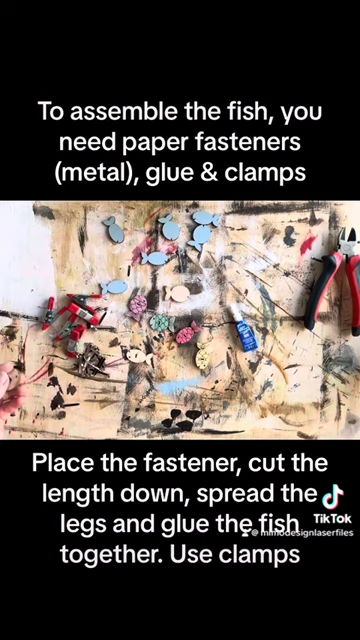 To assemble the fish, you
need paper fasteners
(metal), glue & clamps
Place the fastener, cut the
length down, spread the
legs and glue the fish
together. Use clamps
TikTok
@mmodesignlaserfiles